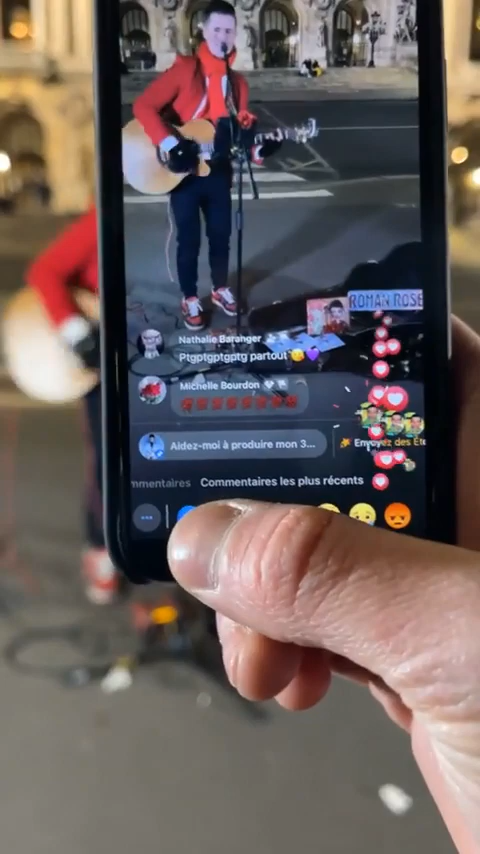 ROMAN ROSE
Nathalie Baranger
Ptgptgptgptg partout
Michelle Bourdon
Aidez-moi à produire mon 3...
Envoyez des Éte
mmentaires Commentaires les plus récents